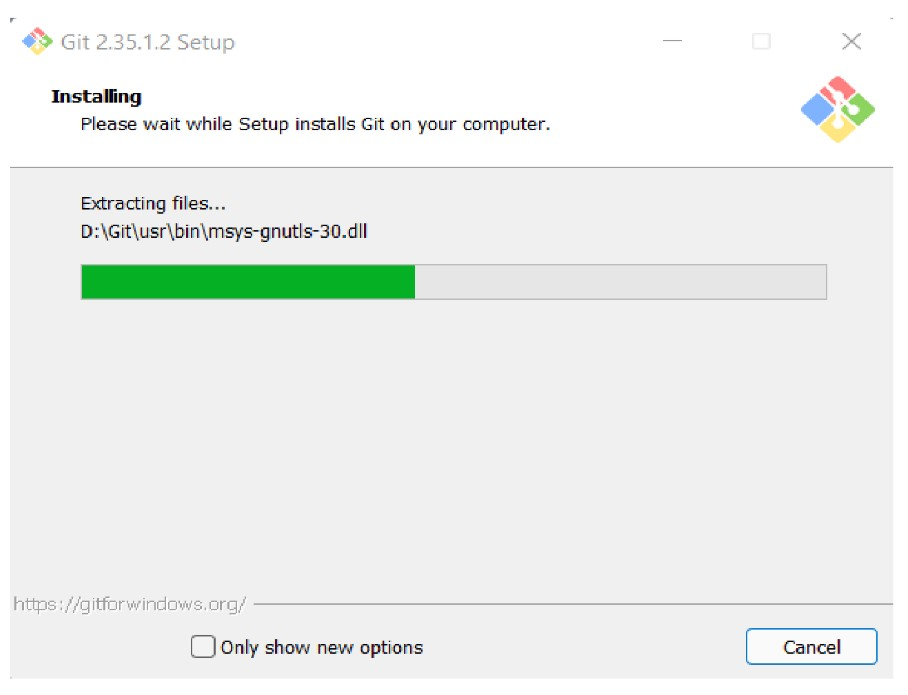 Git 2.35.1.2 Setup
Installing
Please wait while Setup installs Git on your computer.
Extracting files...
D:\Git\usr\bin\msys-gnutls-30.dll
https://gitforwindows.org/
Only show new options
Cancel